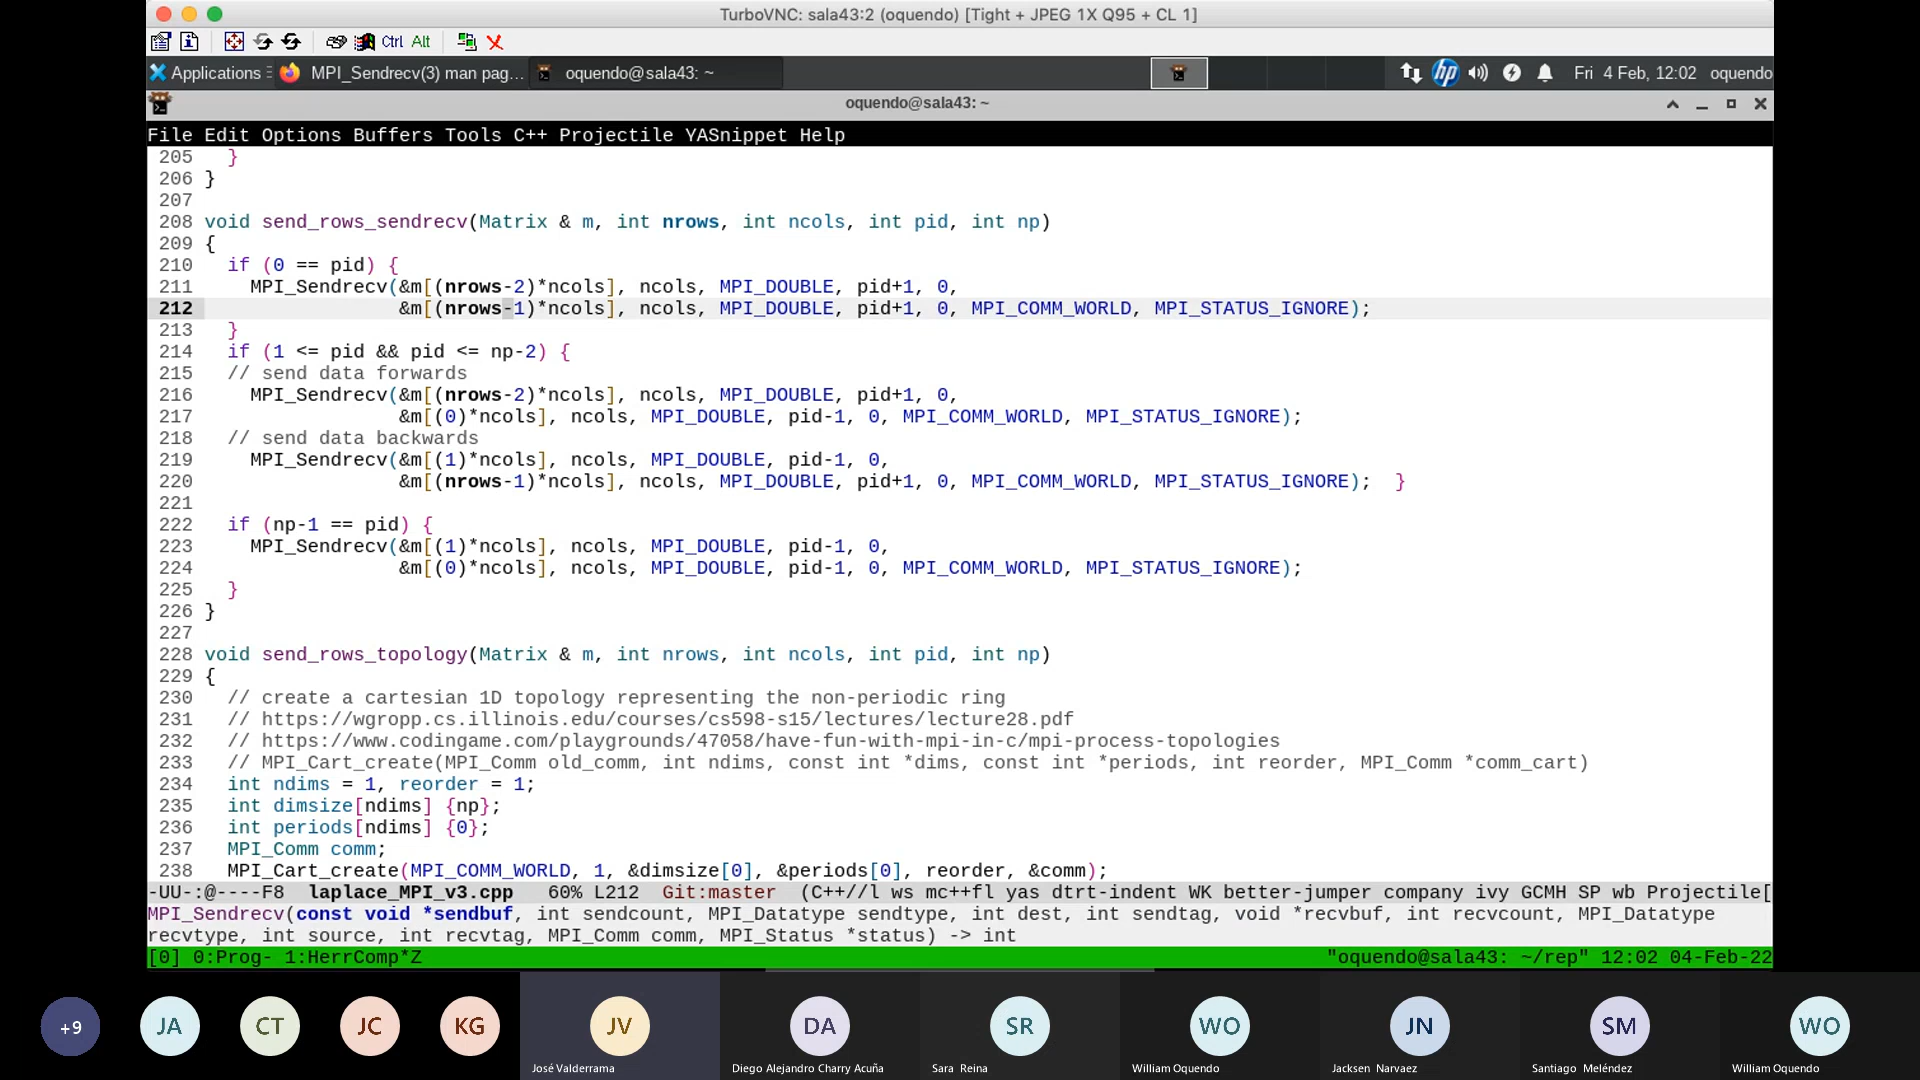 TurboVNC: sala43:2 (oquendo) [Tight + JPEG 1X Q95 + CL 1]
Ctrl Alt
Applications MPI_Sendrecv(3) man pag... oquendo@sala43: ~ hp Fri 4 Feb, 12:02 oquendo
oquendo@sala43: ~
File Edit Options Buffers Tools C++ Projectile YASnippet Help
205   }
206 }
207
208 void send_rows_sendrecv(Matrix & m, int nrows, int ncols, int pid, int np)
209 {
210   if (0 == pid) {
211     MPI_Sendrecv(&m[(nrows-2)*ncols], ncols, MPI_DOUBLE, pid+1, 0,
212                  &m[(nrows-1)*ncols], ncols, MPI_DOUBLE, pid+1, 0, MPI_COMM_WORLD, MPI_STATUS_IGNORE);
213   }
214   if (1 <= pid && pid <= np-2) {
215   // send data forwards
216     MPI_Sendrecv(&m[(nrows-2)*ncols], ncols, MPI_DOUBLE, pid+1, 0,
217                  &m[(0)*ncols], ncols, MPI_DOUBLE, pid-1, 0, MPI_COMM_WORLD, MPI_STATUS_IGNORE);
218   // send data backwards
219     MPI_Sendrecv(&m[(1)*ncols], ncols, MPI_DOUBLE, pid-1, 0,
220                  &m[(nrows-1)*ncols], ncols, MPI_DOUBLE, pid+1, 0, MPI_COMM_WORLD, MPI_STATUS_IGNORE);  }
221
222   if (np-1 == pid) {
223     MPI_Sendrecv(&m[(1)*ncols], ncols, MPI_DOUBLE, pid-1, 0,
224                  &m[(0)*ncols], ncols, MPI_DOUBLE, pid-1, 0, MPI_COMM_WORLD, MPI_STATUS_IGNORE);
225   }
226 }
227
228 void send_rows_topology(Matrix & m, int nrows, int ncols, int pid, int np)
229 {
230   // create a cartesian 1D topology representing the non-periodic ring
231   // https://wgropp.cs.illinois.edu/courses/cs598-s15/lectures/lecture28.pdf
232   // https://www.codingame.com/playgrounds/47058/have-fun-with-mpi-in-c/mpi-process-topologies
233   // MPI_Cart_create(MPI_Comm old_comm, int ndims, const int *dims, const int *periods, int reorder, MPI_Comm *comm_cart)
234   int ndims = 1, reorder = 1;
235   int dimsize[ndims] {np};
236   int periods[ndims] {0};
237   MPI_Comm comm;
238   MPI_Cart_create(MPI_COMM_WORLD, 1, &dimsize[0], &periods[0], reorder, &comm);
-UU-:@----F8  laplace_MPI_v3.cpp   60% L212  Git:master  (C++//l ws mc++fl yas dtrt-indent WK better-jumper company ivy GCMH SP wb Projectile[
MPI_Sendrecv(const void *sendbuf, int sendcount, MPI_Datatype sendtype, int dest, int sendtag, void *recvbuf, int recvcount, MPI_Datatype
recvtype, int source, int recvtag, MPI_Comm comm, MPI_Status *status) -> int
[0] 0:Prog- 1:HerrComp*Z "oquendo@sala43: ~/rep" 12:02 04-Feb-22
+9 JA CT JC KG JV DA SR WO JN SM WO
José Valderrama Diego Alejandro Charry Acuña Sara Reina William Oquendo Jacksen Narvaez Santiago Meléndez William Oquendo